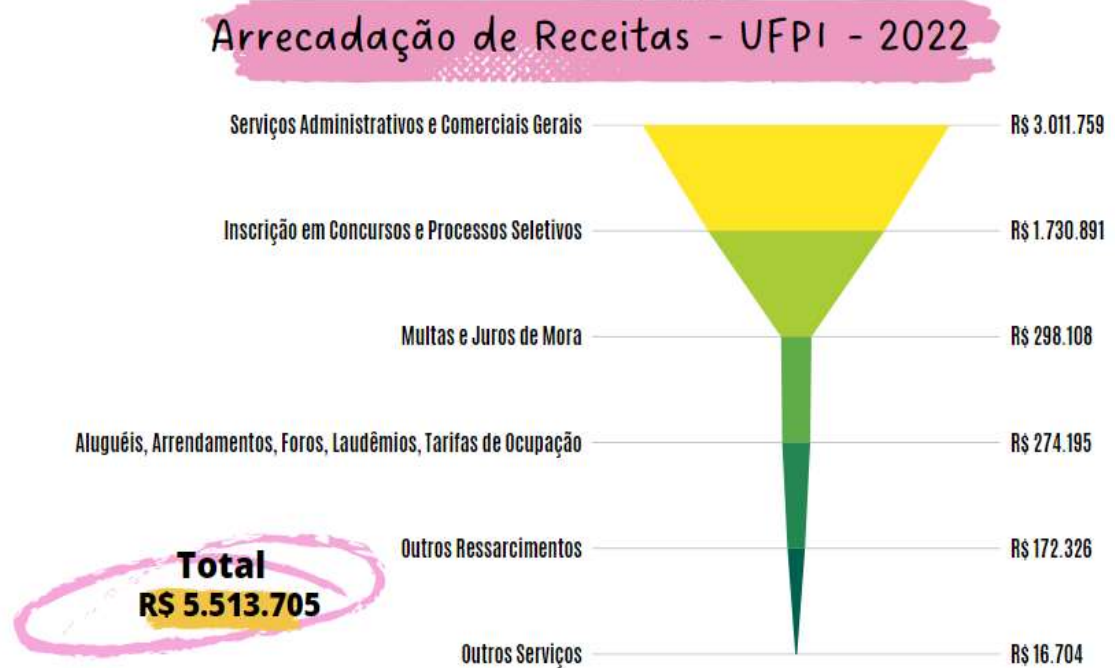 Arrecadação de Receitas - UFPI - 2022
Serviços Administrativos e Comerciais Gerais R$ 3.011.759
Inscrição em Concursos e Processos Seletivos R$ 1.730.891
Multas e Juros de Mora R$ 298.108
Aluguéis, Arrendamentos, Foros, Laudêmios, Tarifas de Ocupação R$ 274.195
Outros Ressarcimentos R$ 172.326
Outros Serviços R$ 16.704
Total
R$ 5.513.705